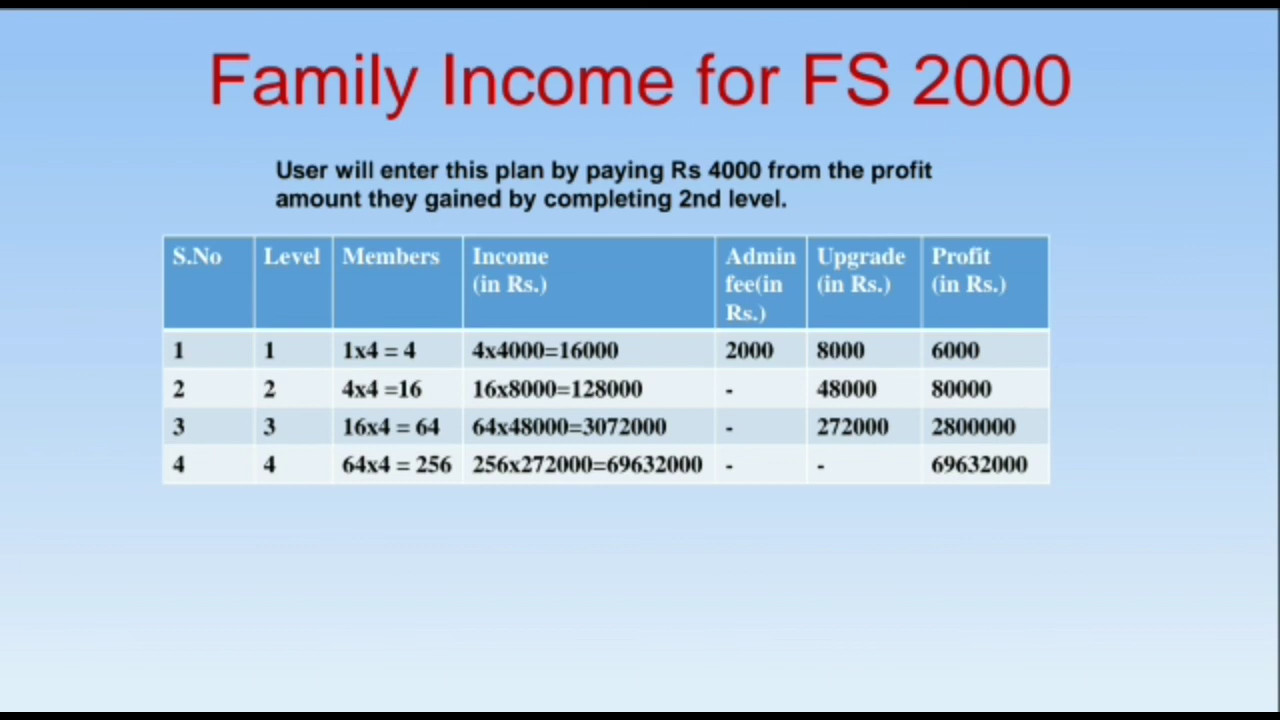 Family Income for FS 2000
User will enter this plan by paying Rs 4000 from the profit
amount they gained by completing 2nd level.
S.No Level Members Income (in Rs.) Admin fee(in Rs.) Upgrade (in Rs.) Profit (in Rs.)
1 1 1x4 = 4 4x4000=16000 2000 8000 6000
2 2 4x4 =16 16x8000=128000 - 48000 80000
3 3 16x4 = 64 64x48000=3072000 - 272000 2800000
4 4 64x4 = 256 256x272000=69632000 - - 69632000